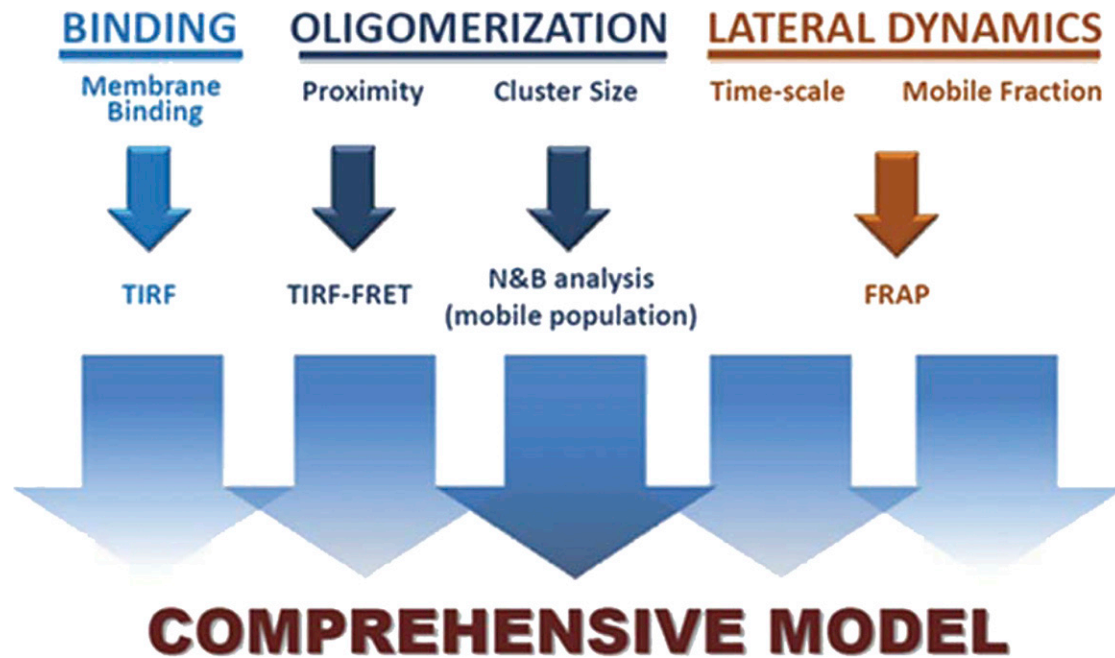 BINDING
OLIGOMERIZATION
LATERAL DYNAMICS
Membrane
Binding
Proximity
Cluster Size
Time-scale
Mobile Fraction
TIRF
TIRF-FRET
N&B analysis
(mobile population)
FRAP
COMPREHENSIVE MODEL